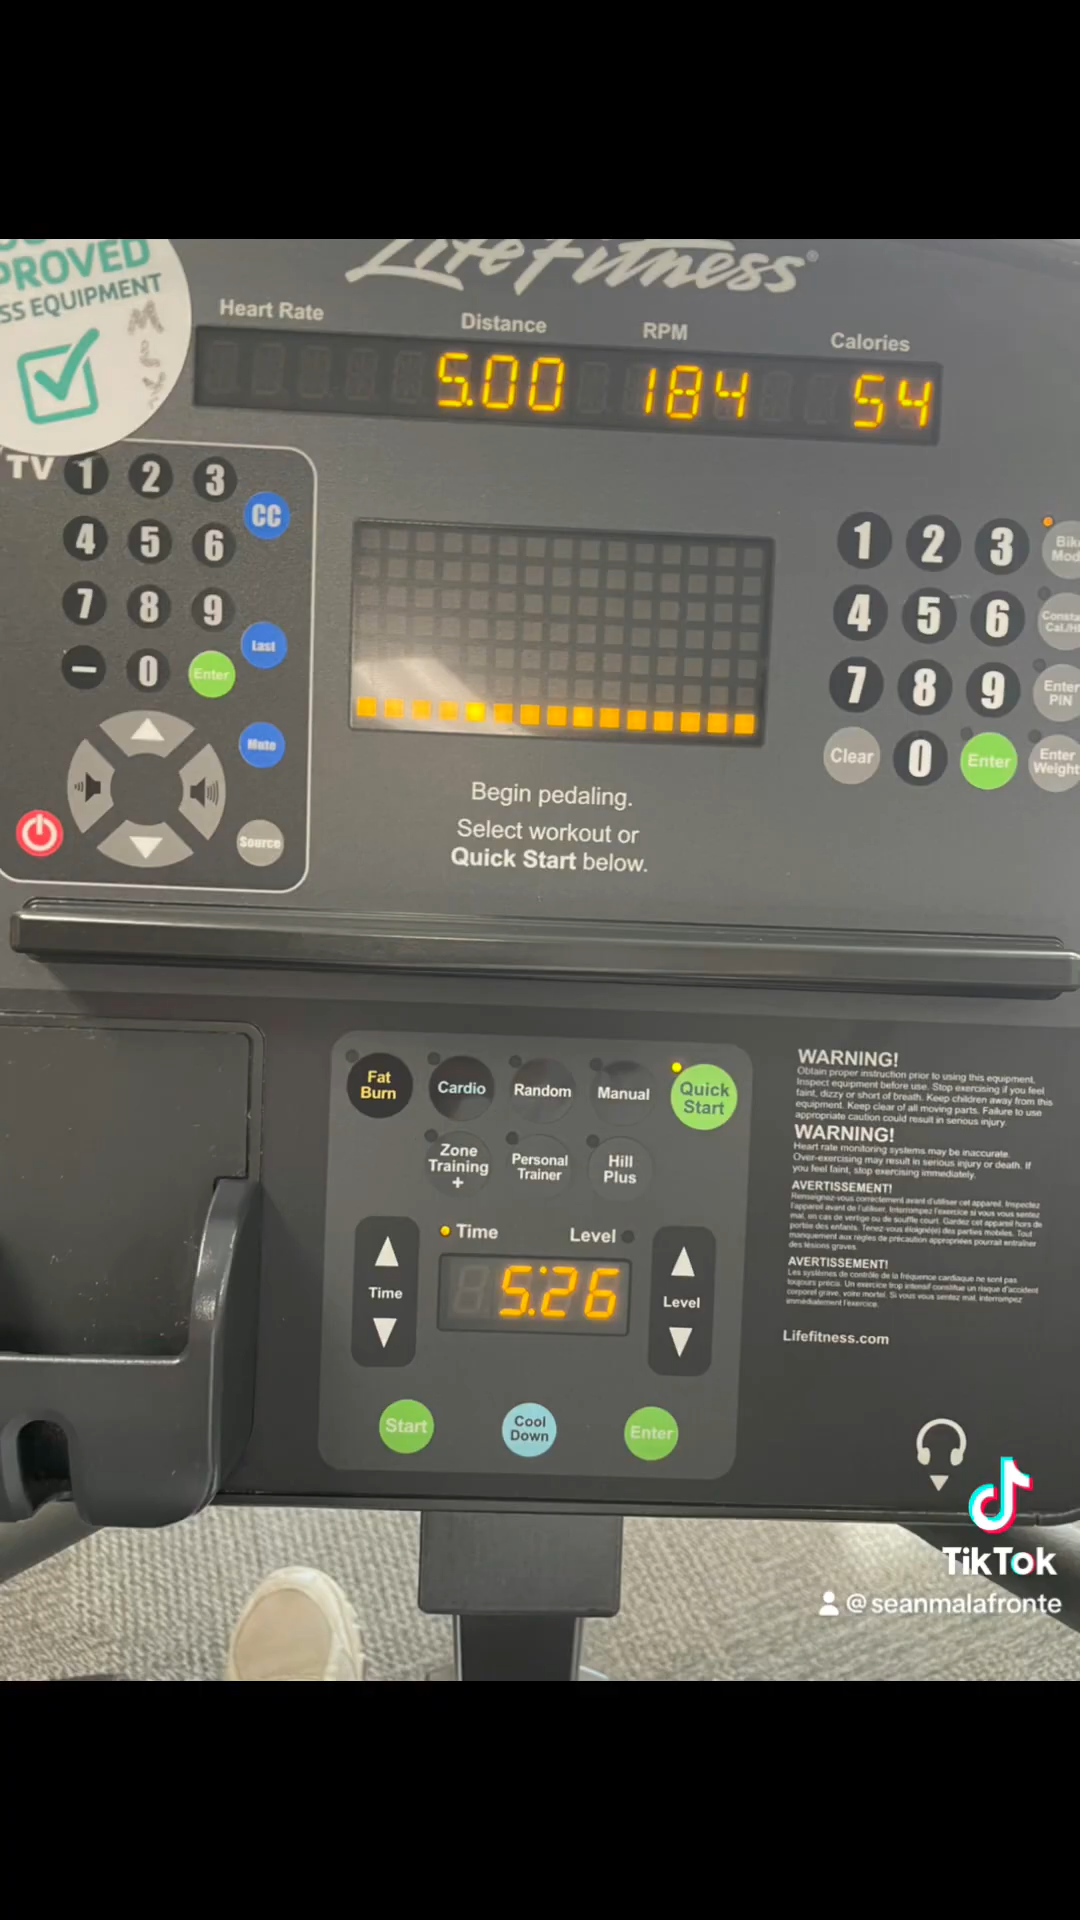 PROVED
SS EQUIPMENT
LifeFitness®
Heart Rate
Distance
RPM
Calories
5.00
184
54
TV
1
2
3
CC
4
5
6
7
8
9
Last
–
0
Enter
Mute
Source
1
2
3
4
5
6
7
8
9
Enter
PIN
Clear
0
Enter
Enter
Weight
Begin pedaling.
Select workout or
Quick Start below.
Fat
Burn
Cardio
Random
Manual
Quick
Start
Zone
Training
+
Personal
Trainer
Hill
Plus
Time
Level
5:26
Time
Level
Start
Cool
Down
Enter
WARNING!
Obtain proper instruction prior to using this equipment.
Inspect equipment before use. Stop exercising if you feel
faint, dizzy or short of breath. Keep children away from this
equipment. Keep clear of all moving parts. Failure to use
appropriate caution could result in serious injury.
WARNING!
Heart rate monitoring systems may be inaccurate.
Over-exercising may result in serious injury or death. If
you feel faint, stop exercising immediately.
AVERTISSEMENT!
Renseignez-vous correctement avant d'utiliser cet appareil. Inspectez
l'appareil avant de l'utiliser. Interrompez l'exercice si vous vous sentez
mal, en cas de vertige ou de souffle court. Gardez cet appareil hors de
portée des enfants. Tenez-vous éloigné(e) des parties mobiles. Tout
manquement aux règles de précaution appropriées pourrait entraîner
des lésions graves.
AVERTISSEMENT!
Les systèmes de contrôle de la fréquence cardiaque ne sont pas
toujours précis. Un exercice trop intensif constitue un risque d'accident
corporel grave, voire mortel. Si vous vous sentez mal, interrompez
immédiatement l'exercice.
Lifefitness.com
TikTok
@seanmalafronte